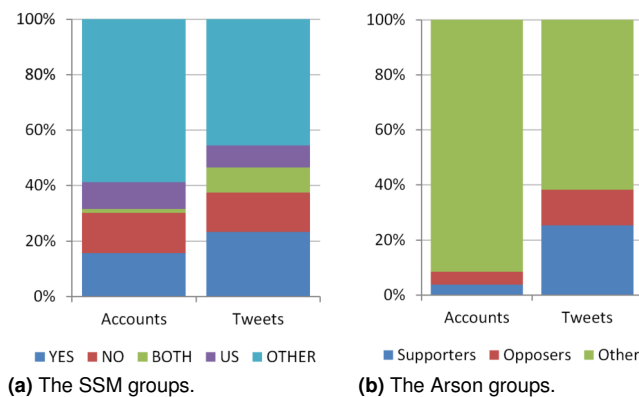 100%
80%
60%
40%
20%
0%
Accounts Tweets
YES NO BOTH US OTHER
(a) The SSM groups.
100%
80%
60%
40%
20%
0%
Accounts Tweets
Supporters Opposers Other
(b) The Arson groups.